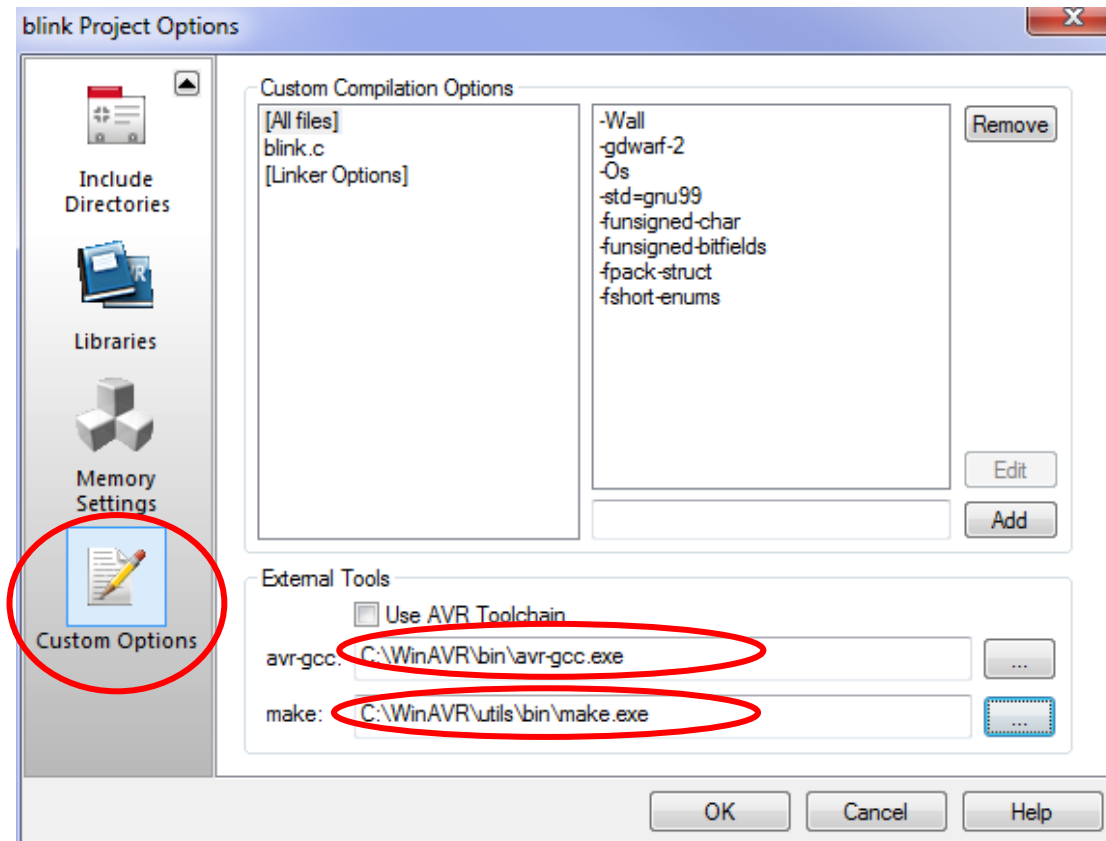 blink Project Options
X
Include
Directories
VR
Libraries
Memory
Settings
Custom Options
Custom Compilation Options
[All files]
blink.c
[Linker Options]
-Wall
-gdwarf-2
-Os
-std=gnu99
-funsigned-char
-funsigned-bitfields
-fpack-struct
-fshort-enums
Remove
Edit
Add
External Tools
Use AVR Toolchain
avr-gcc: C:\WinAVR\bin\avr-gcc.exe ...
make: C:\WinAVR\utils\bin\make.exe ...
OK Cancel Help